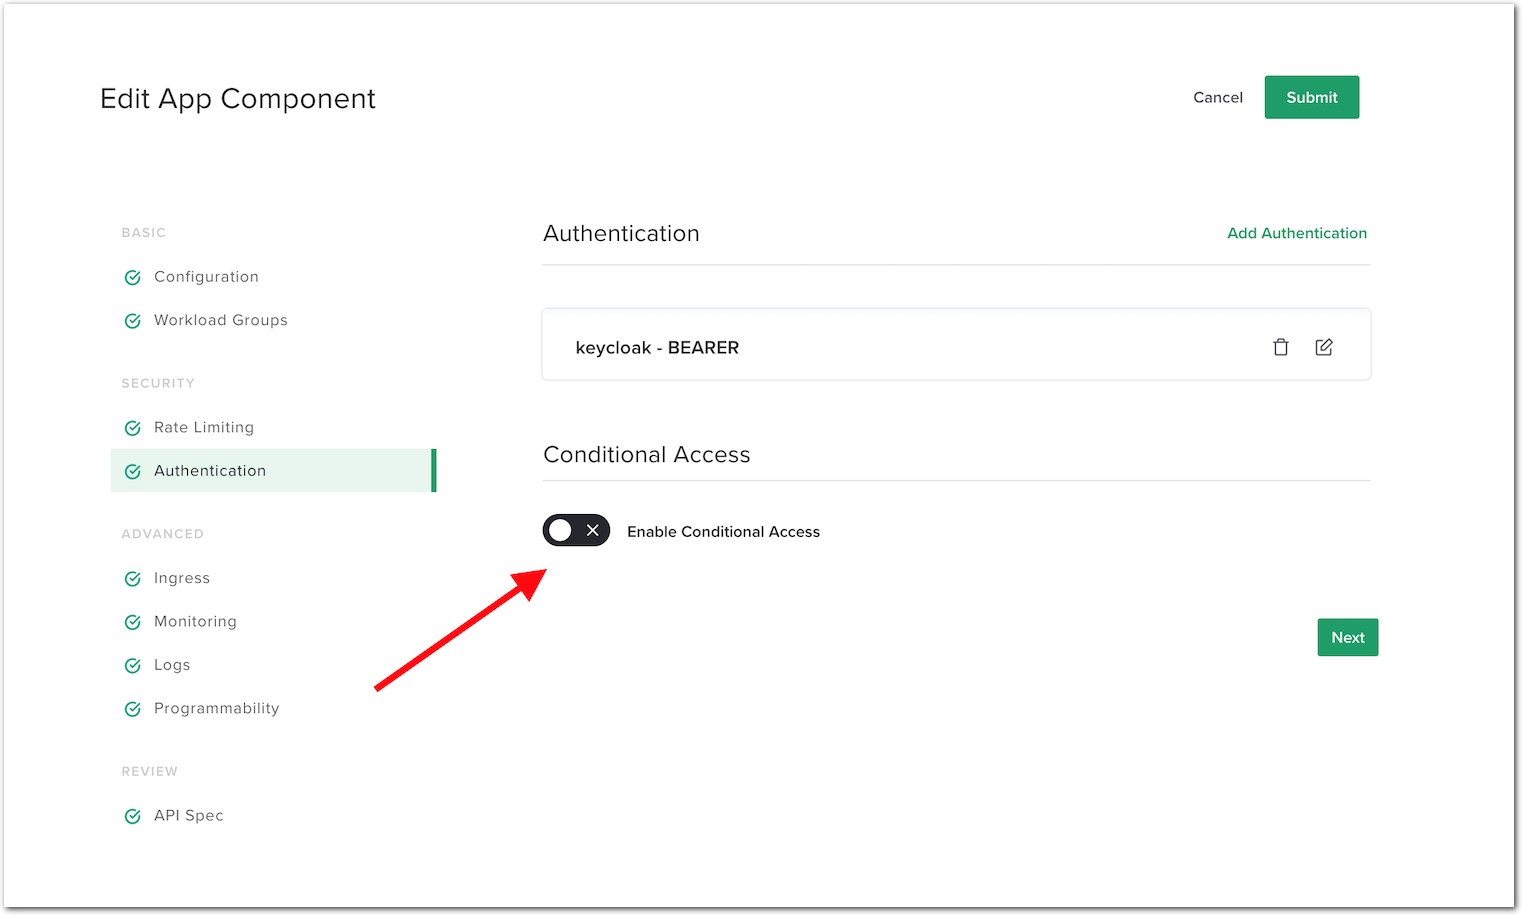 Edit App Component
Cancel
Submit
BASIC
Configuration
Workload Groups
SECURITY
Rate Limiting
Authentication
ADVANCED
Ingress
Monitoring
Logs
Programmability
REVIEW
API Spec
Authentication
Add Authentication
keycloak - BEARER
Conditional Access
Enable Conditional Access
Next